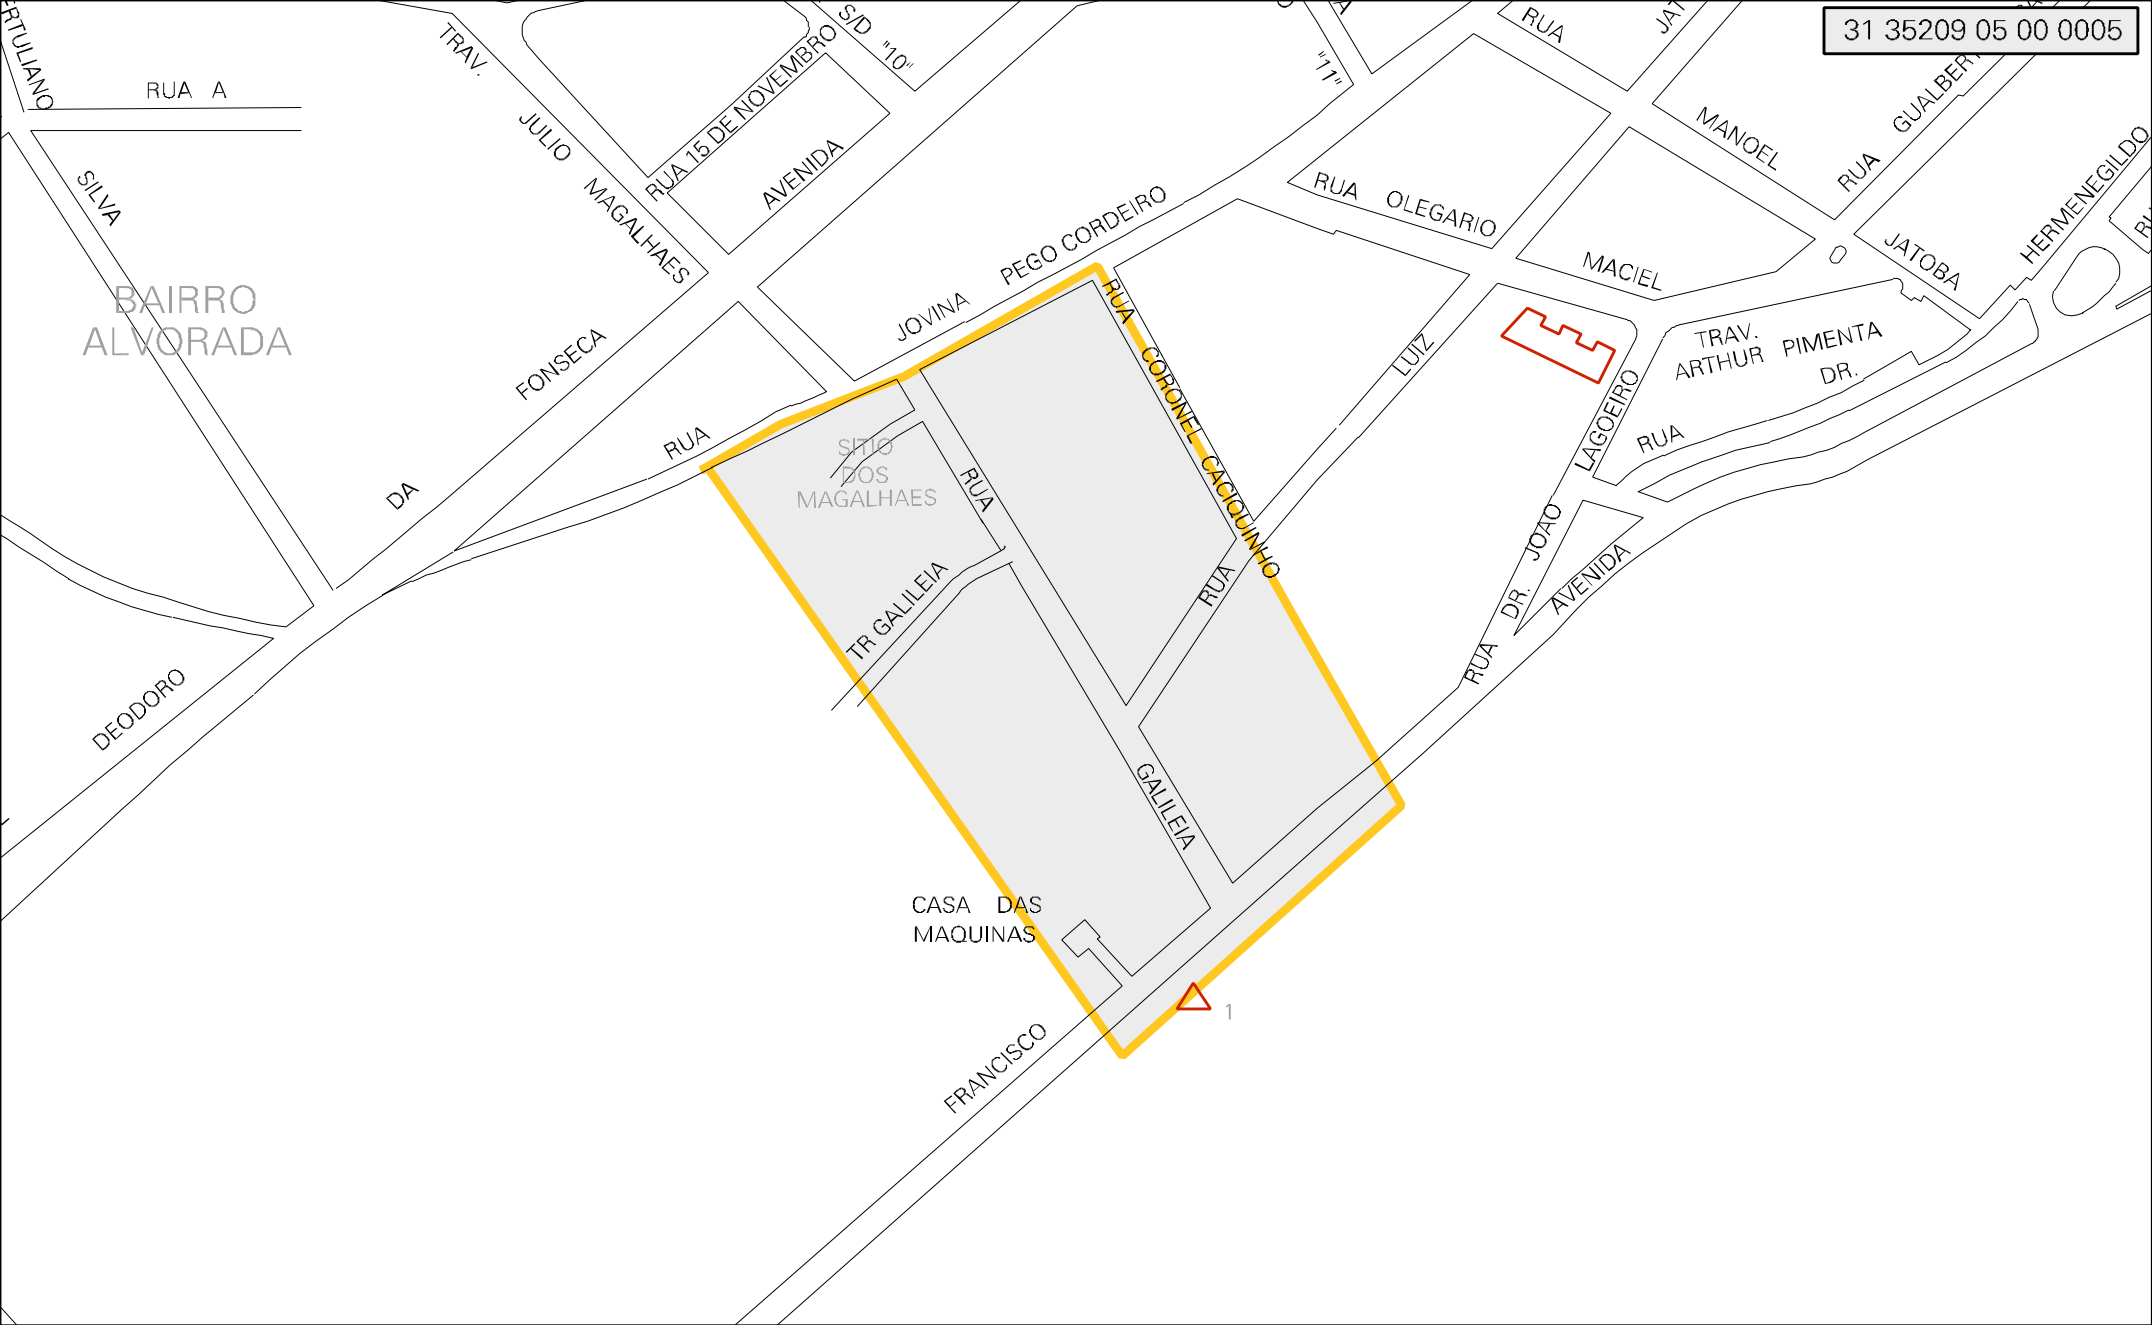 31 35209 05 00 0005
RUA A
SILVA
TRAV. JULIO MAGALHAES
RUA 15 DE NOVEMBRO
S/D "10"
AVENIDA
"11"
RUA MANOEL JATOBA
RUA
HERMENEGILDO
RUA OLEGARIO MACIEL
RUA JOVINA PEGO CORDEIRO
BAIRRO
ALVORADA
DEODORO DA FONSECA
RUA CORONEL CACIQUINHO
RUA LUIZ
TRAV.
ARTHUR PIMENTA
DR.
RUA
RUA DR. JOAO LAGOEIRO
SITIO
DOS
MAGALHAES
RUA GALILEIA
TR GALILEIA
CASA DAS
MAQUINAS
1
FRANCISCO
AVENIDA